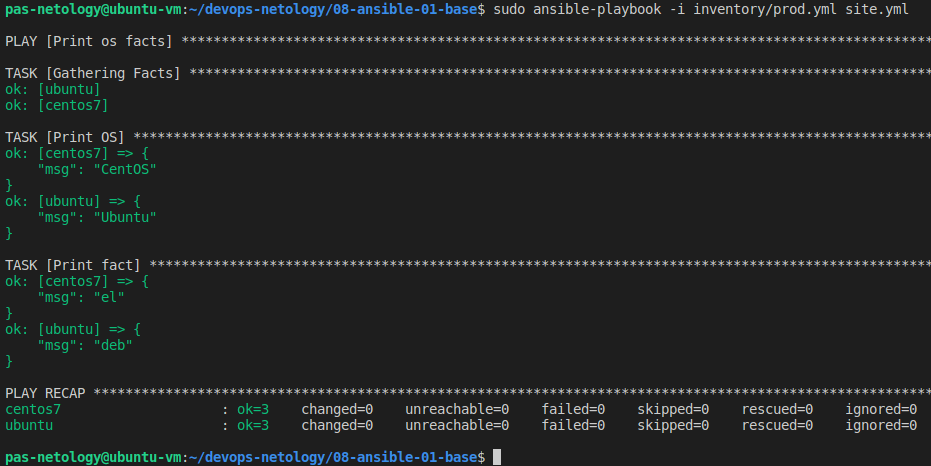 pas-netology@ubuntu-vm:~/devops-netology/08-ansible-01-base$ sudo ansible-playbook -i inventory/prod.yml site.yml
PLAY [Print os facts] **********************************************************************************************
TASK [Gathering Facts] *********************************************************************************************
ok: [ubuntu]
ok: [centos7]
TASK [Print OS] ****************************************************************************************************
ok: [centos7] => {
    "msg": "CentOS"
}
ok: [ubuntu] => {
    "msg": "Ubuntu"
}
TASK [Print fact] **************************************************************************************************
ok: [centos7] => {
    "msg": "el"
}
ok: [ubuntu] => {
    "msg": "deb"
}
PLAY RECAP *********************************************************************************************************
centos7                    : ok=3    changed=0    unreachable=0    failed=0    skipped=0    rescued=0    ignored=0
ubuntu                     : ok=3    changed=0    unreachable=0    failed=0    skipped=0    rescued=0    ignored=0
pas-netology@ubuntu-vm:~/devops-netology/08-ansible-01-base$